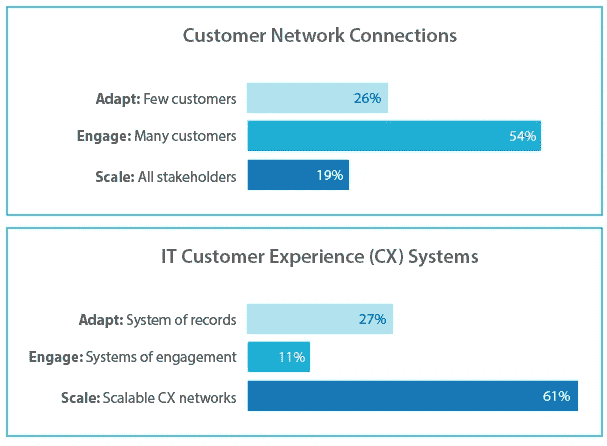 Customer Network Connections
Adapt: Few customers 26%
Engage: Many customers 54%
Scale: All stakeholders 19%
IT Customer Experience (CX) Systems
Adapt: System of records 27%
Engage: Systems of engagement 11%
Scale: Scalable CX networks 61%